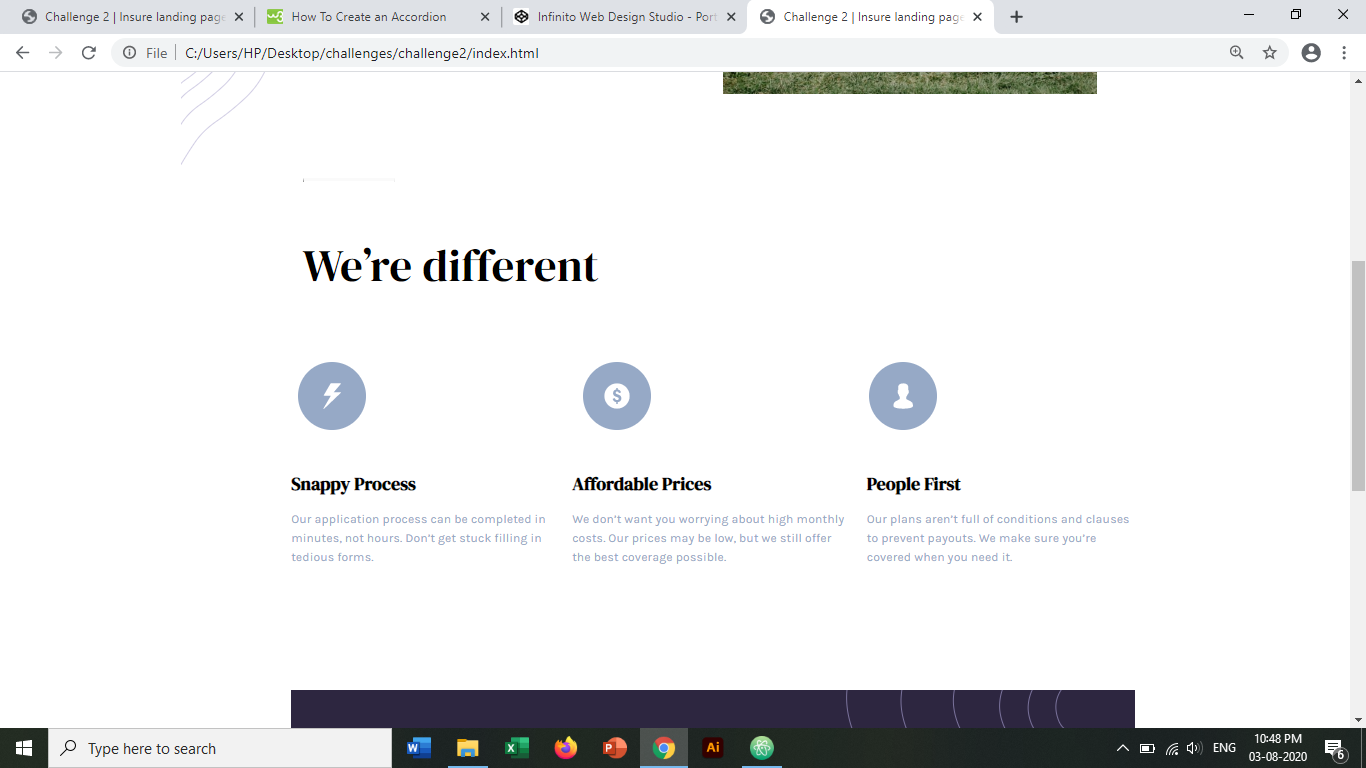 Challenge 2 | Insure landing page
How To Create an Accordion
Infinito Web Design Studio - Port
Challenge 2 | Insure landing page
File
C:/Users/HP/Desktop/challenges/challenge2/index.html
We’re different
$
Snappy Process
Our application process can be completed in
minutes, not hours. Don’t get stuck filling in
tedious forms.
Affordable Prices
We don’t want you worrying about high monthly
costs. Our prices may be low, but we still offer
the best coverage possible.
People First
Our plans aren’t full of conditions and clauses
to prevent payouts. We make sure you’re
covered when you need it.
Type here to search
W
X
P
Ai
ENG
10:48 PM
03-08-2020
6